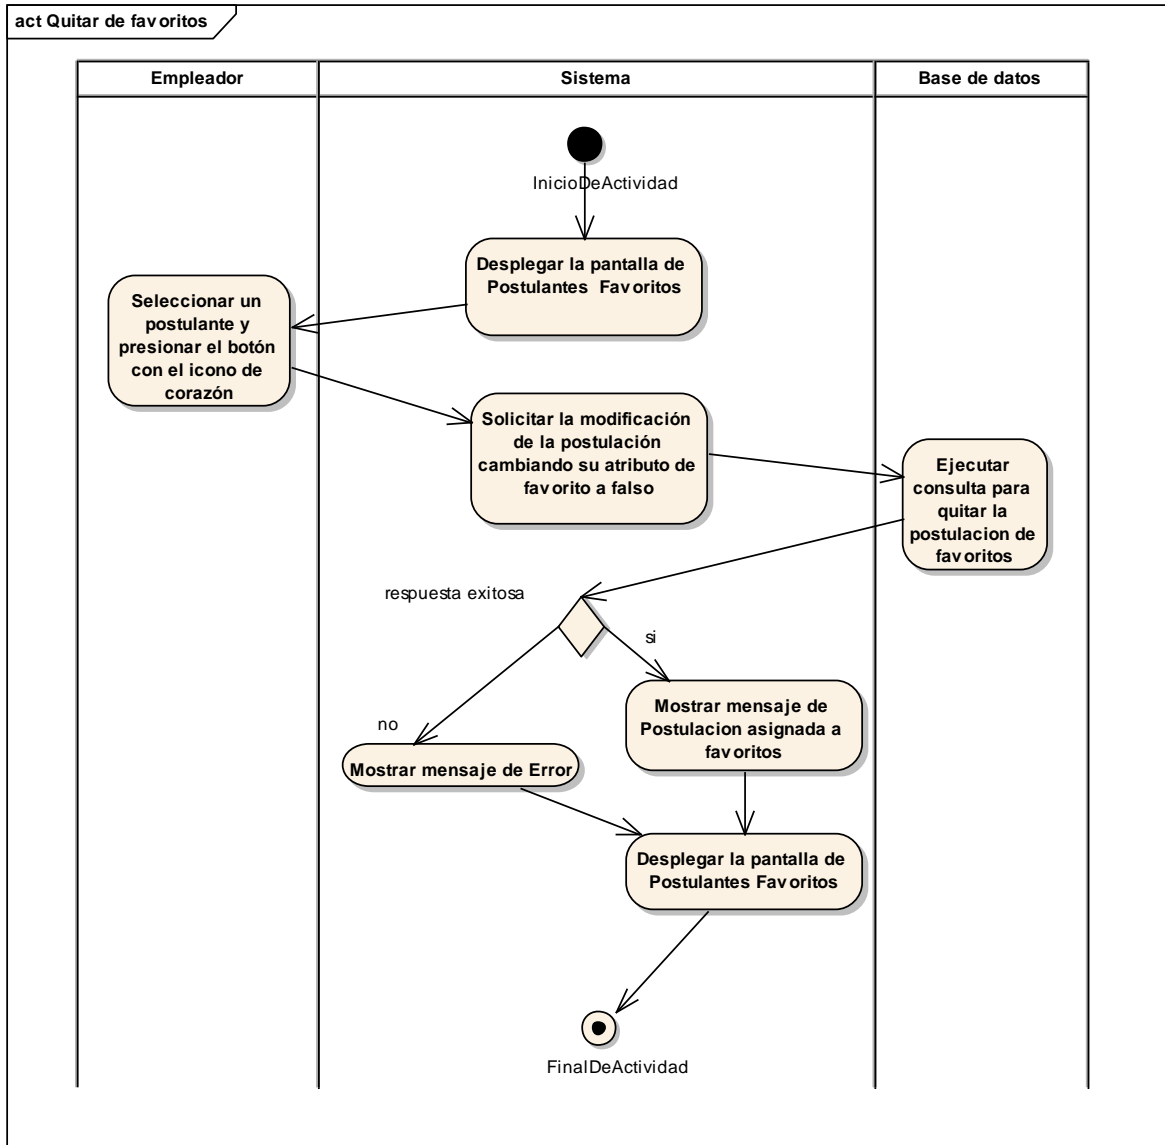 act Quitar de favoritos
Empleador
Sistema
Base de datos
InicioDeActividad
Desplegar la pantalla de
Postulantes Favoritos
Seleccionar un
postulante y
presionar el botón
con el icono de
corazón
Solicitar la modificación
de la postulación
cambiando su atributo de
favorito a falso
Ejecutar
consulta para
quitar la
postulacion de
favoritos
respuesta exitosa
si
no
Mostrar mensaje de
Postulacion asignada a
favoritos
Mostrar mensaje de Error
Desplegar la pantalla de
Postulantes Favoritos
FinalDeActividad